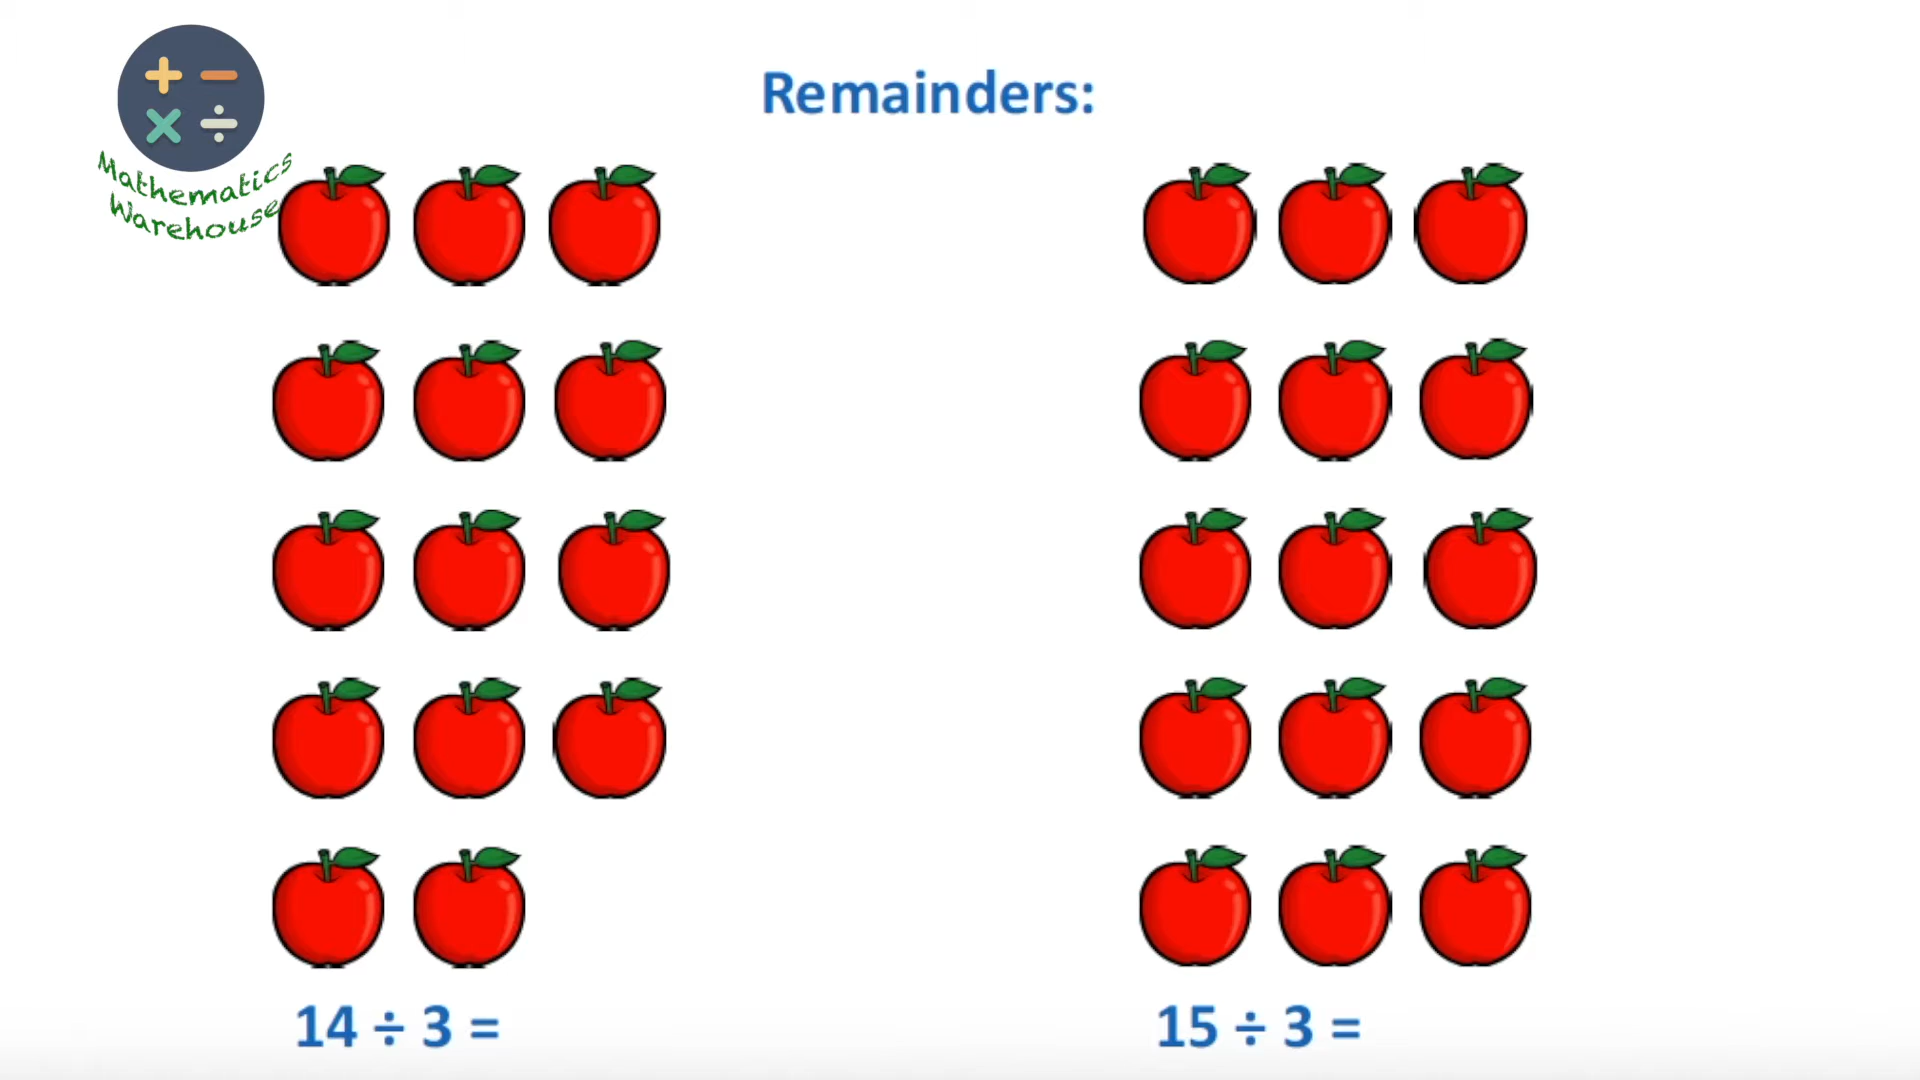 Remainders:
Mathematics
Warehouse
14 ÷ 3 =
15 ÷ 3 =